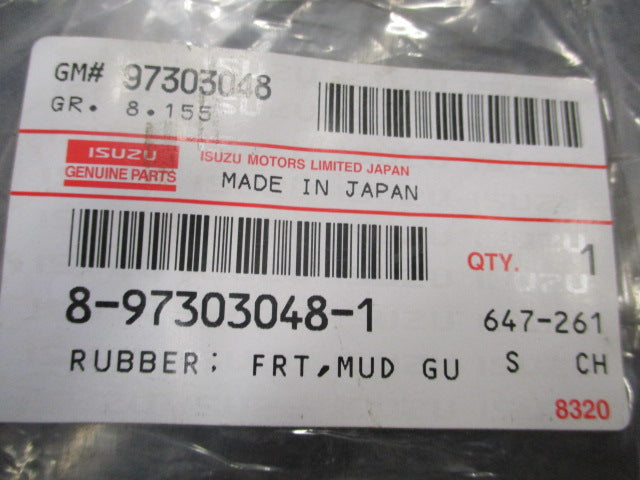 GM# 97303048
GR. 8.155
ISUZU
GENUINE PARTS
ISUZU MOTORS LIMITED JAPAN
MADE IN JAPAN
QTY. 1
8-97303048-1 647-261
RUBBER; FRT,MUD GU S CH
8320